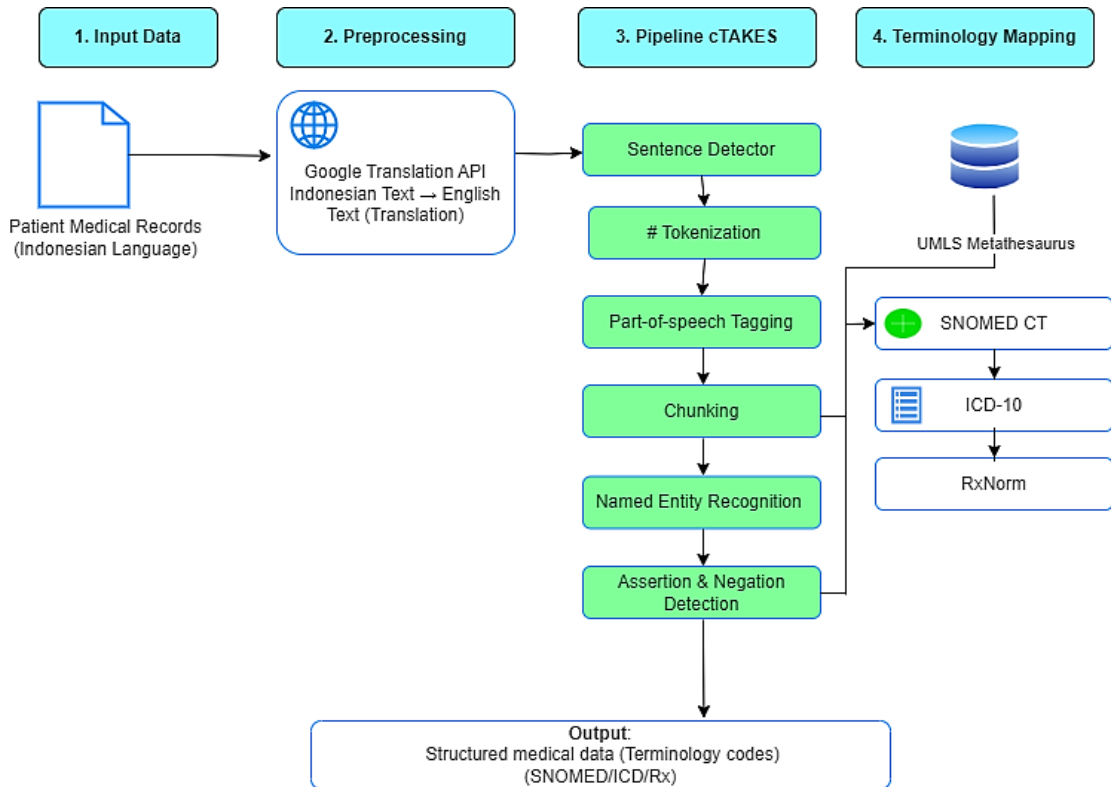 1. Input Data
2. Preprocessing
3. Pipeline cTAKES
4. Terminology Mapping
Patient Medical Records
(Indonesian Language)
Google Translation API
Indonesian Text → English
Text (Translation)
Sentence Detector
# Tokenization
Part-of-speech Tagging
Chunking
Named Entity Recognition
Assertion & Negation
Detection
UMLS Metathesaurus
SNOMED CT
ICD-10
RxNorm
Output:
Structured medical data (Terminology codes)
(SNOMED/ICD/Rx)